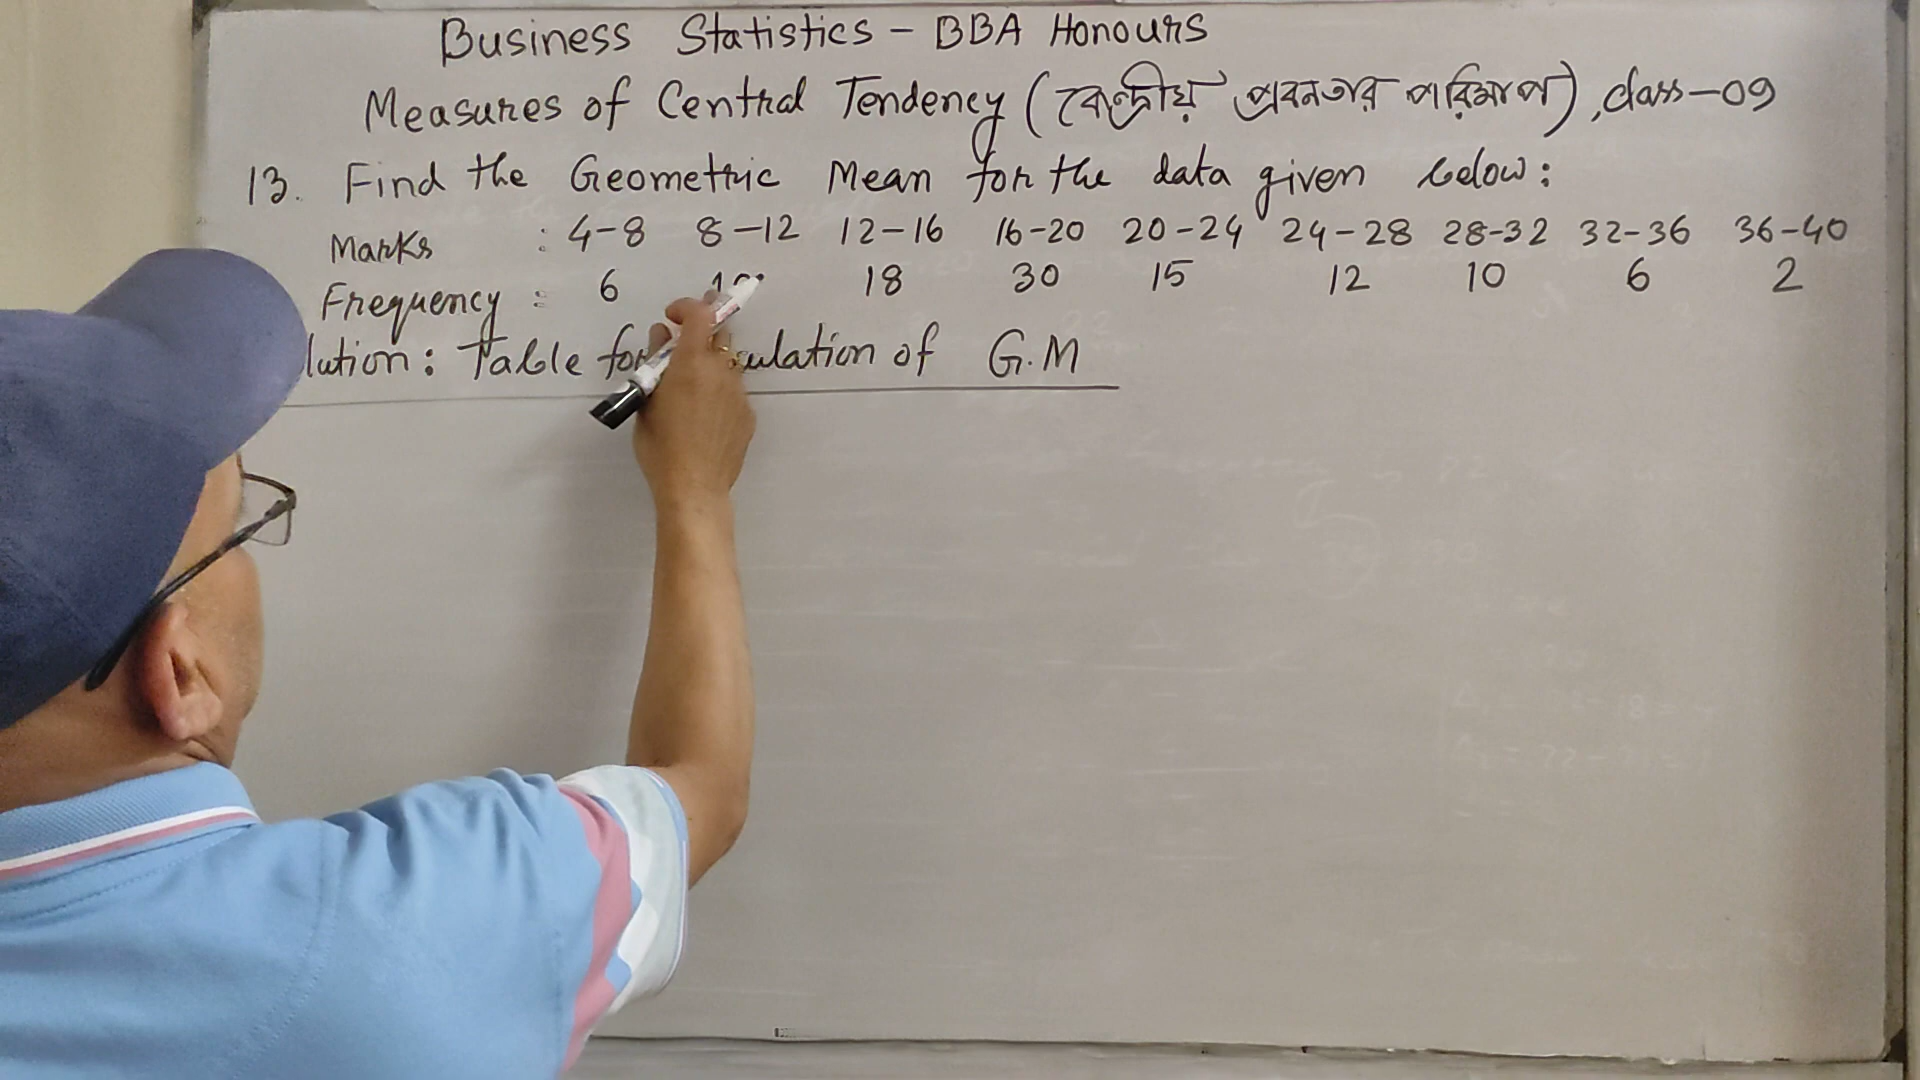 Business Statistics - BBA Honours
Measures of Central Tendency (কেন্দ্রীয় প্রবনতার পরিমাপ), class-09
13. Find the Geometric Mean for the data given below:
Marks : 4-8 8-12 12-16 16-20 20-24 24-28 28-32 32-36 36-40
Frequency : 6 18 30 15 12 10 6 2
lution: Table for of G.M